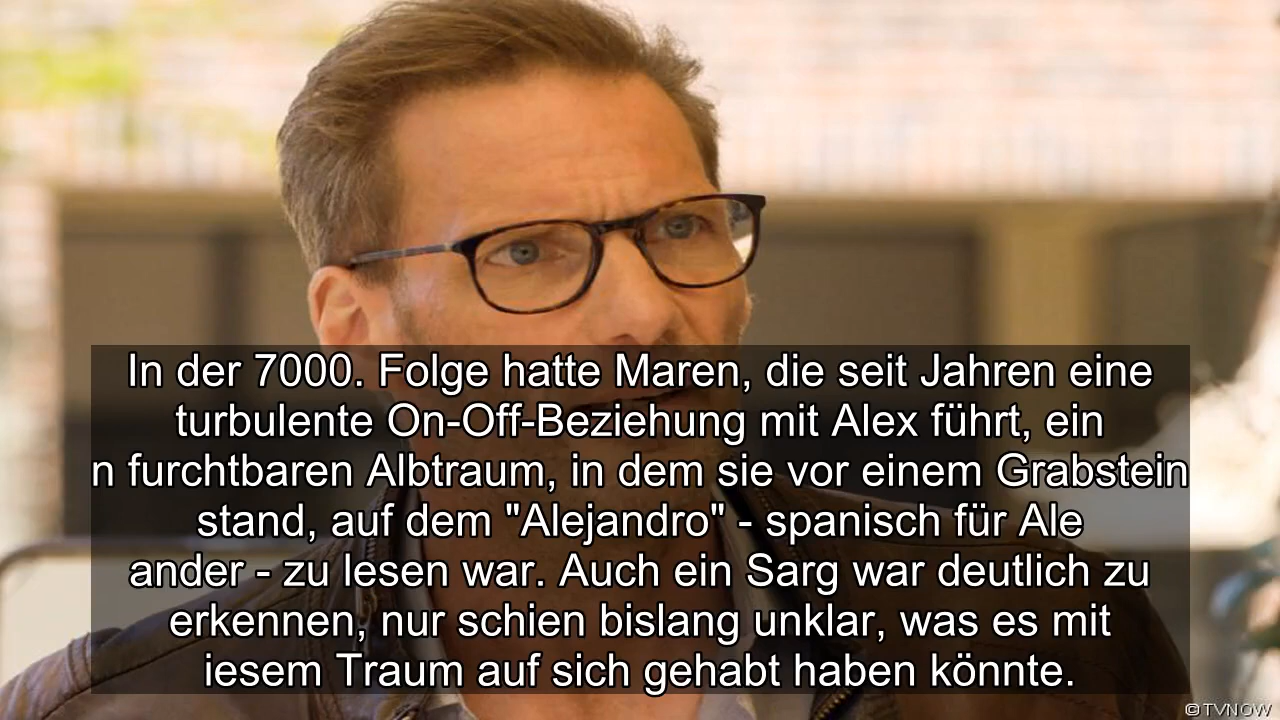 In der 7000. Folge hatte Maren, die seit Jahren eine
turbulente On-Off-Beziehung mit Alex führt, ein
n furchtbaren Albtraum, in dem sie vor einem Grabstein
stand, auf dem "Alejandro" - spanisch für Ale
ander - zu lesen war. Auch ein Sarg war deutlich zu
erkennen, nur schien bislang unklar, was es mit
iesem Traum auf sich gehabt haben könnte.
© TVNOW